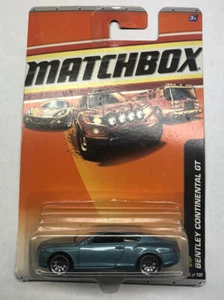 3+
MATCHBOX
BENTLEY CONTINENTAL GT